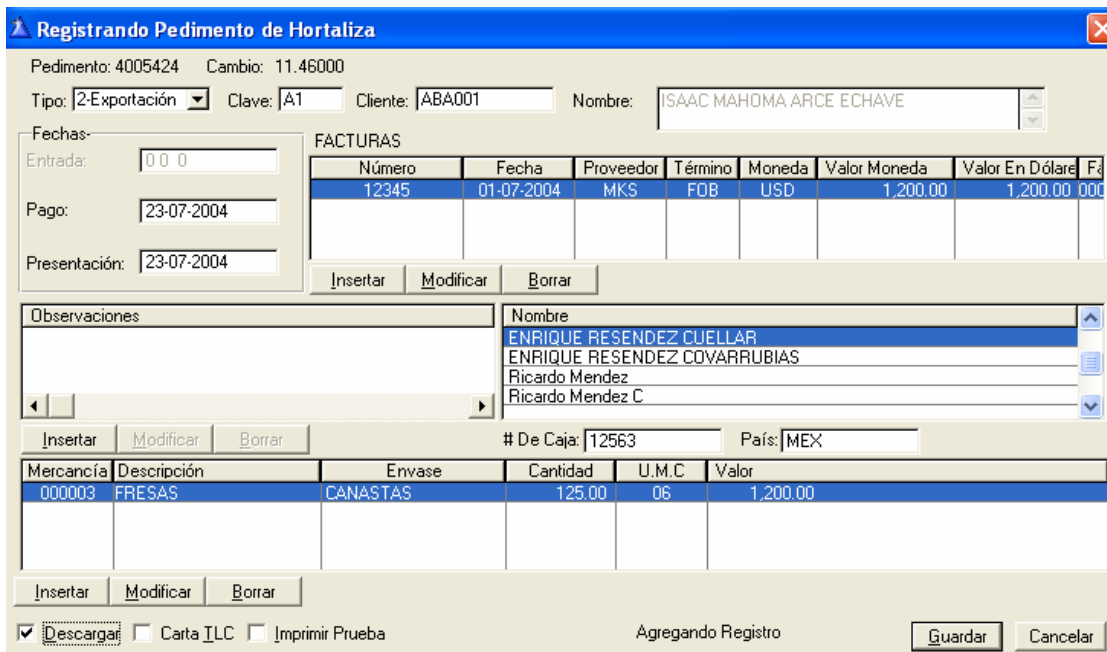 Registrando Pedimento de Hortaliza
Pedimento: 4005424 Cambio: 11.46000
Tipo: 2-Exportación Clave: A1 Cliente: ABA001 Nombre: ISAAC MAHOMA ARCE ECHAVE
Fechas-
Entrada: 0 0 0
Pago: 23-07-2004
Presentación: 23-07-2004
FACTURAS
Número Fecha Proveedor Término Moneda Valor Moneda Valor En Dólare Fa
12345 01-07-2004 MKS FOB USD 1,200.00 1,200.00 000
Insertar Modificar Borrar
Observaciones
Nombre
ENRIQUE RESENDEZ CUELLAR
ENRIQUE RESENDEZ COVARRUBIAS
Ricardo Mendez
Ricardo Mendez C
Insertar Modificar Borrar # De Caja: 12563 País: MEX
Mercancía Descripción Envase Cantidad U.M.C Valor
000003 FRESAS CANASTAS 125.00 06 1,200.00
Insertar Modificar Borrar
Descargar Carta TLC Imprimir Prueba Agregando Registro Guardar Cancelar